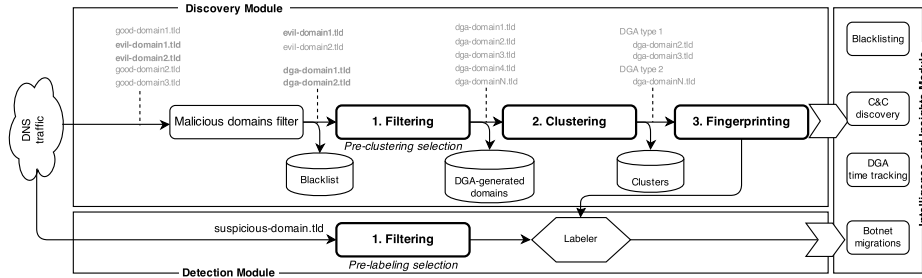 Discovery Module
good-domain1.tld
evil-domain1.tld
evil-domain2.tld
good-domain2.tld
good-domain3.tld
evil-domain1.tld
evil-domain2.tld
dga-domain1.tld
dga-domain2.tld
dga-domain1.tld
dga-domain2.tld
dga-domain3.tld
dga-domain4.tld
dga-domainN.tld
DGA type 1
dga-domain2.tld
dga-domain3.tld
DGA type 2
dga-domainN.tld
DNS
traffic
Malicious domains filter
1. Filtering
2. Clustering
3. Fingerprinting
Pre-clustering selection
Blacklist
DGA-generated
domains
Clusters
Blacklisting
C&C
discovery
DGA
time tracking
Botnet
migrations
suspicious-domain.tld
1. Filtering
Labeler
Pre-labeling selection
Detection Module